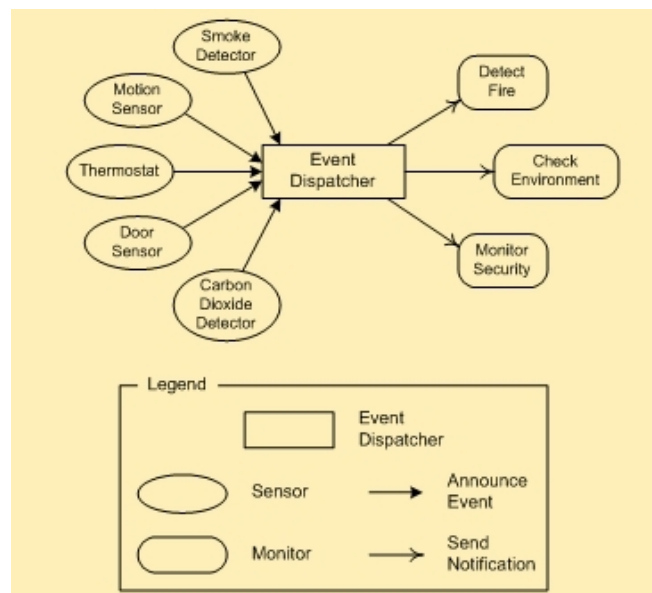 Smoke
Detector
Motion
Sensor
Thermostat
Door
Sensor
Carbon
Dioxide
Detector
Event
Dispatcher
Detect
Fire
Check
Environment
Monitor
Security
Legend
Event
Dispatcher
Sensor
Announce
Event
Monitor
Send
Notification